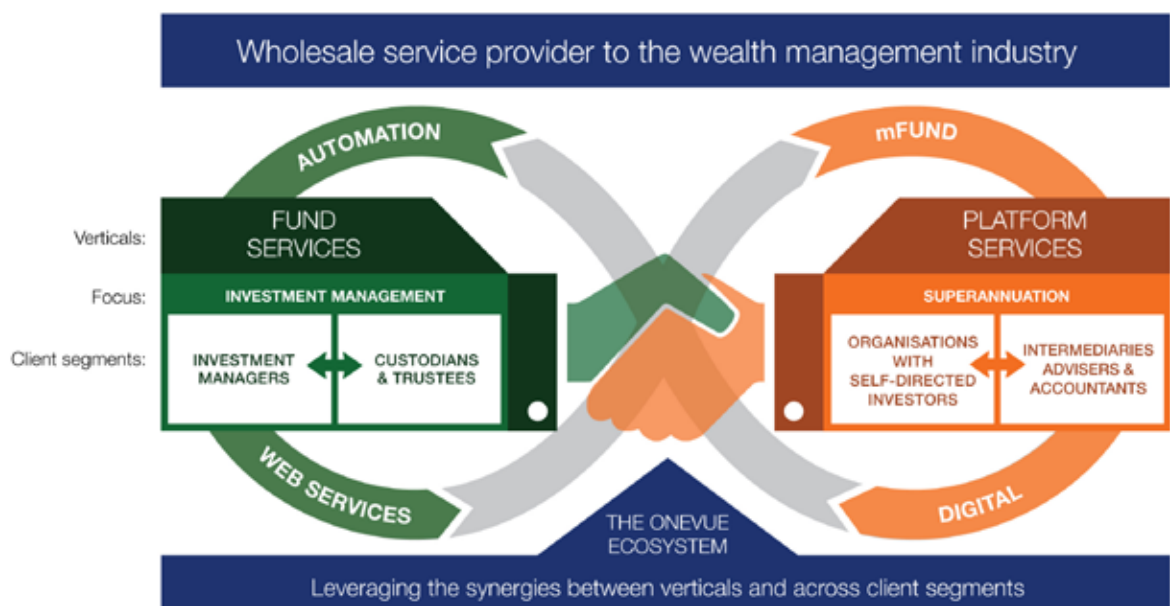 Wholesale service provider to the wealth management industry
AUTOMATION
mFUND
Verticals:
FUND
SERVICES
PLATFORM
SERVICES
Focus:
INVESTMENT MANAGEMENT
SUPERANNUATION
Client segments:
INVESTMENT
MANAGERS
CUSTODIANS
& TRUSTEES
ORGANISATIONS
WITH
SELF-DIRECTED
INVESTORS
INTERMEDIARIES
ADVISERS &
ACCOUNTANTS
WEB SERVICES
DIGITAL
THE ONEVUE
ECOSYSTEM
Leveraging the synergies between verticals and across client segments